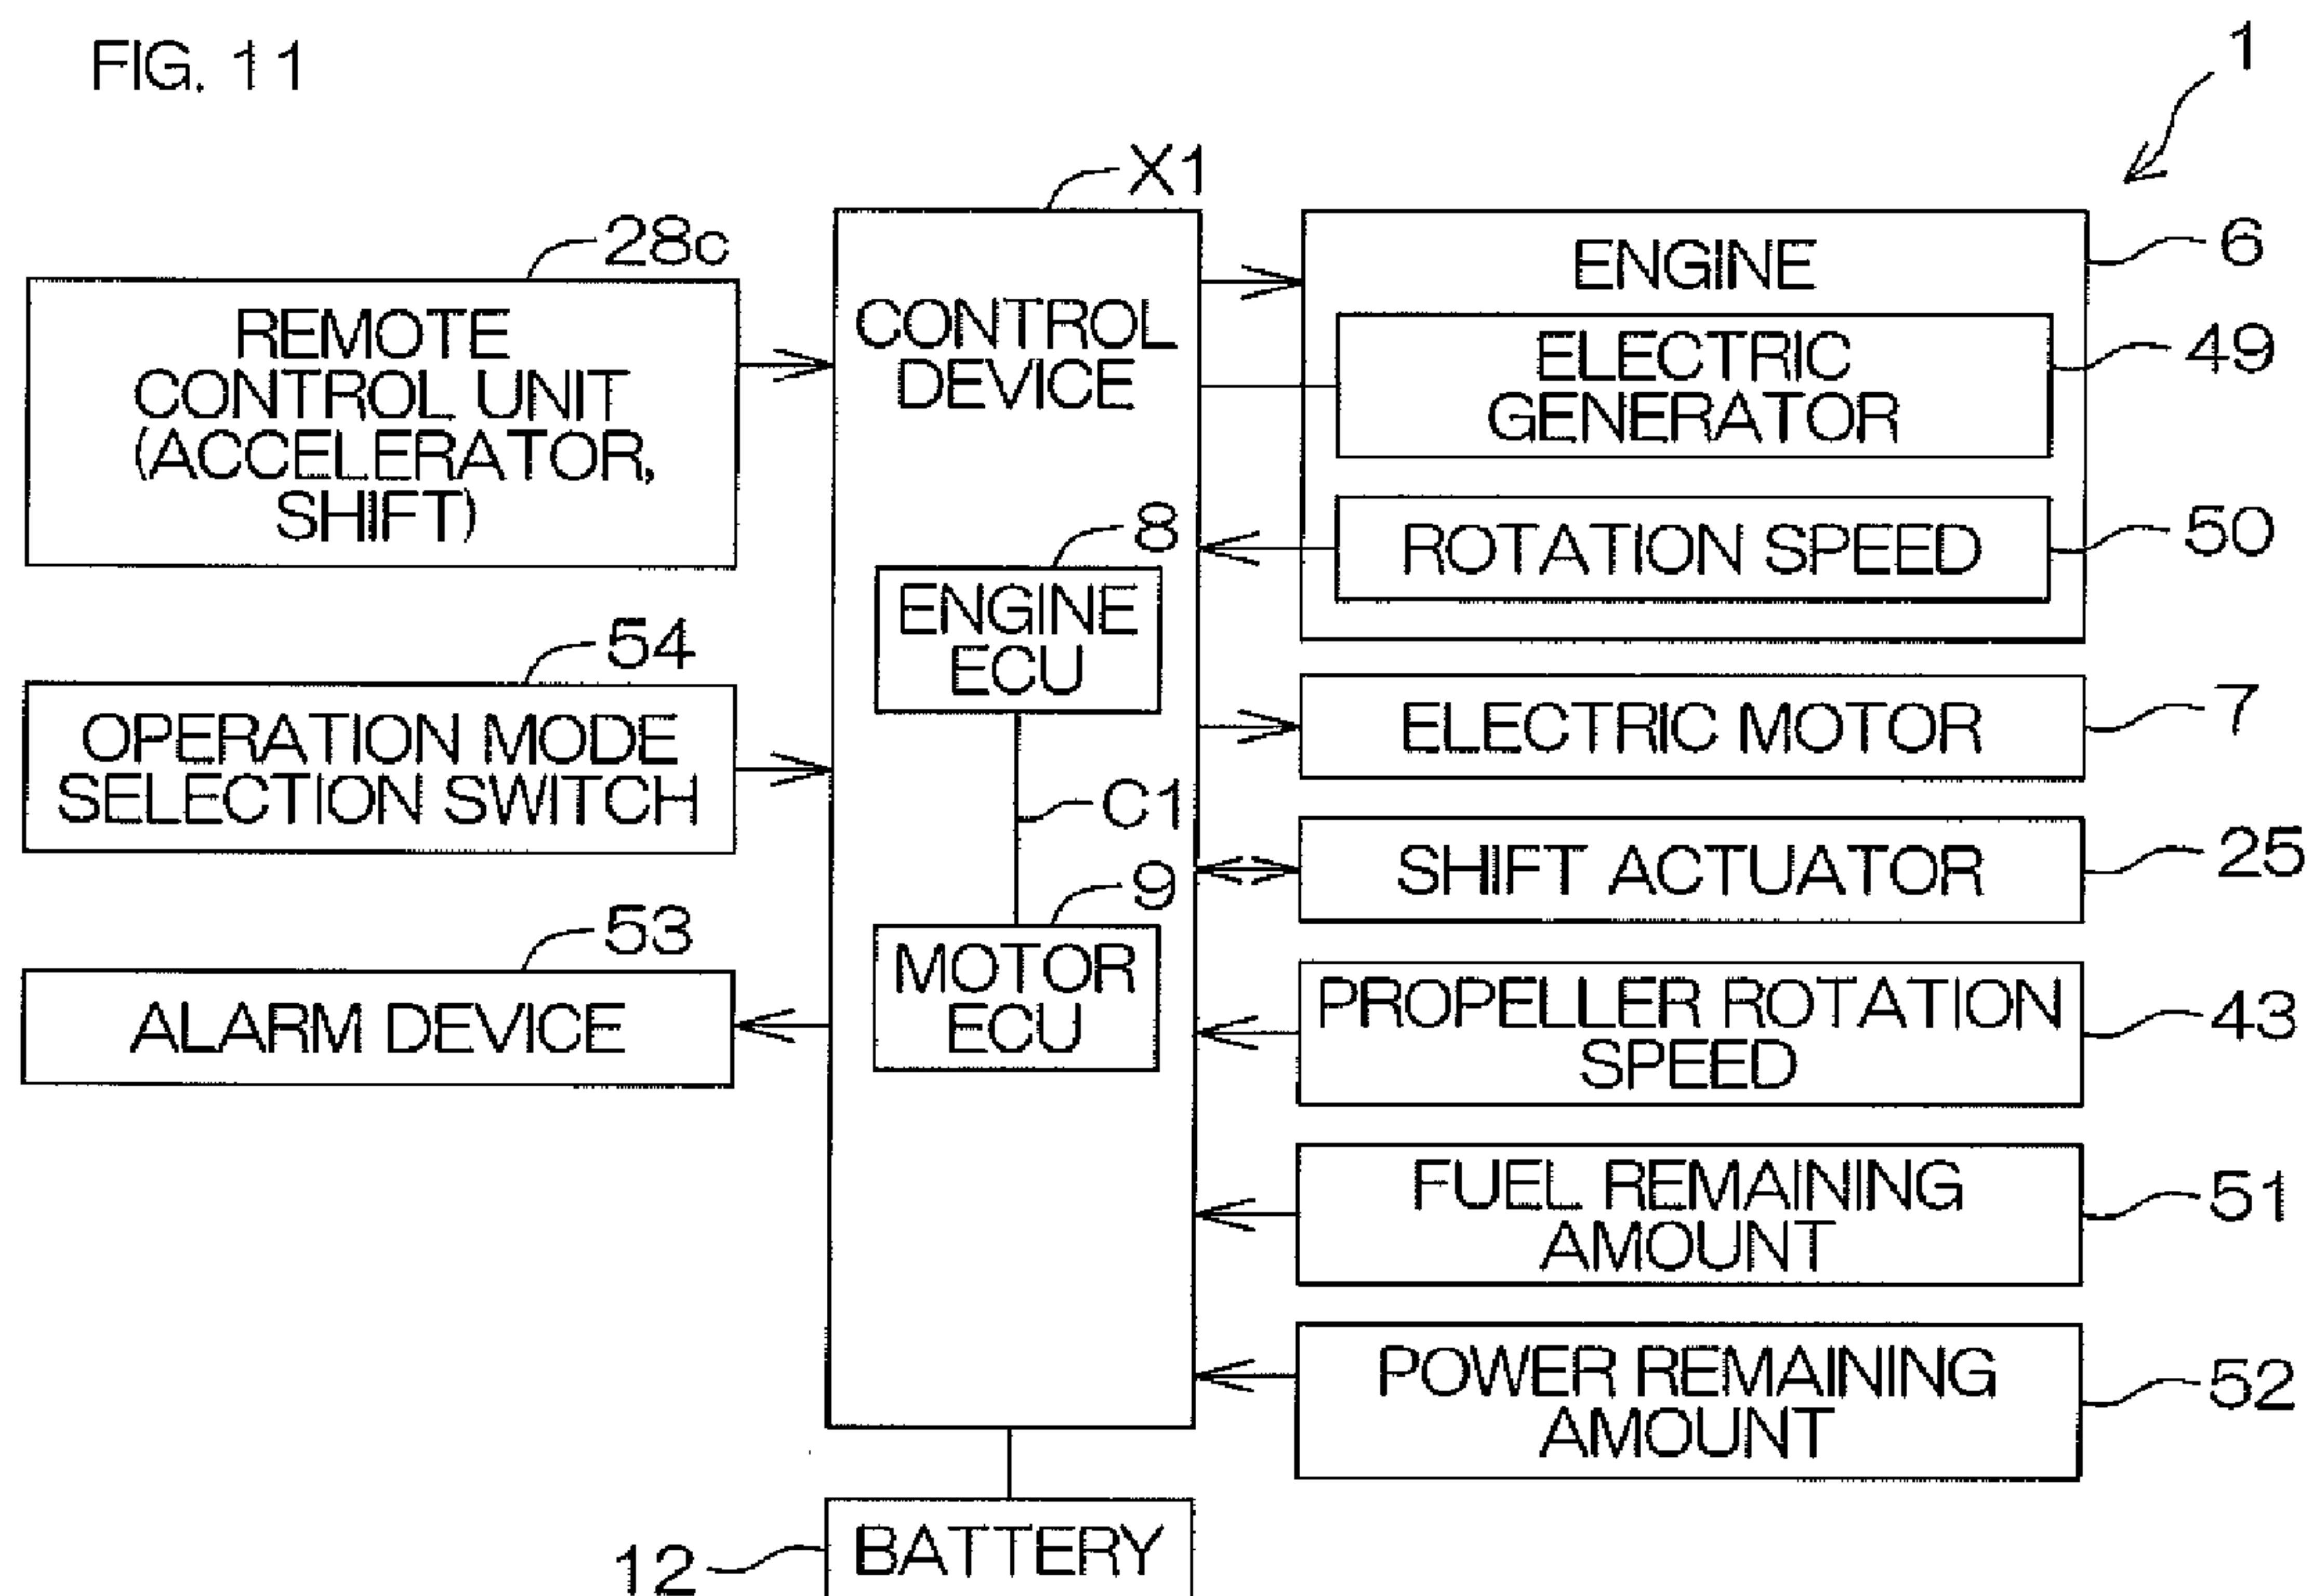 FIG. 11
1
X1
28c
REMOTE
CONTROL UNIT
(ACCELERATOR,
SHIFT)
54
OPERATION MODE
SELECTION SWITCH
53
ALARM DEVICE
CONTROL
DEVICE
8
ENGINE
ECU
C1
9
MOTOR
ECU
12
BATTERY
ENGINE
6
ELECTRIC
GENERATOR
49
ROTATION SPEED
50
ELECTRIC MOTOR
7
SHIFT ACTUATOR
25
PROPELLER ROTATION
SPEED
43
FUEL REMAINING
AMOUNT
51
POWER REMAINING
AMOUNT
52